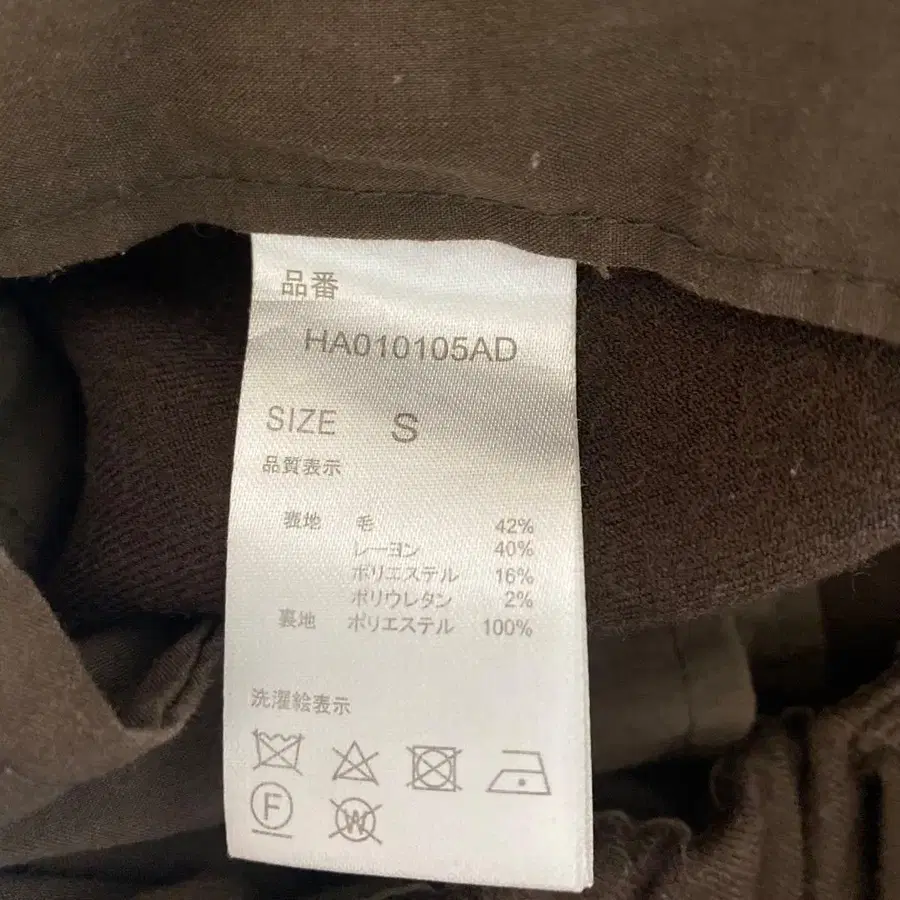 品番
HA010105AD
SIZE S
品質表示
表地 毛 42%
レーヨン 40%
ポリエステル 16%
ポリウレタン 2%
裏地 ポリエステル 100%
洗濯絵表示
F
W